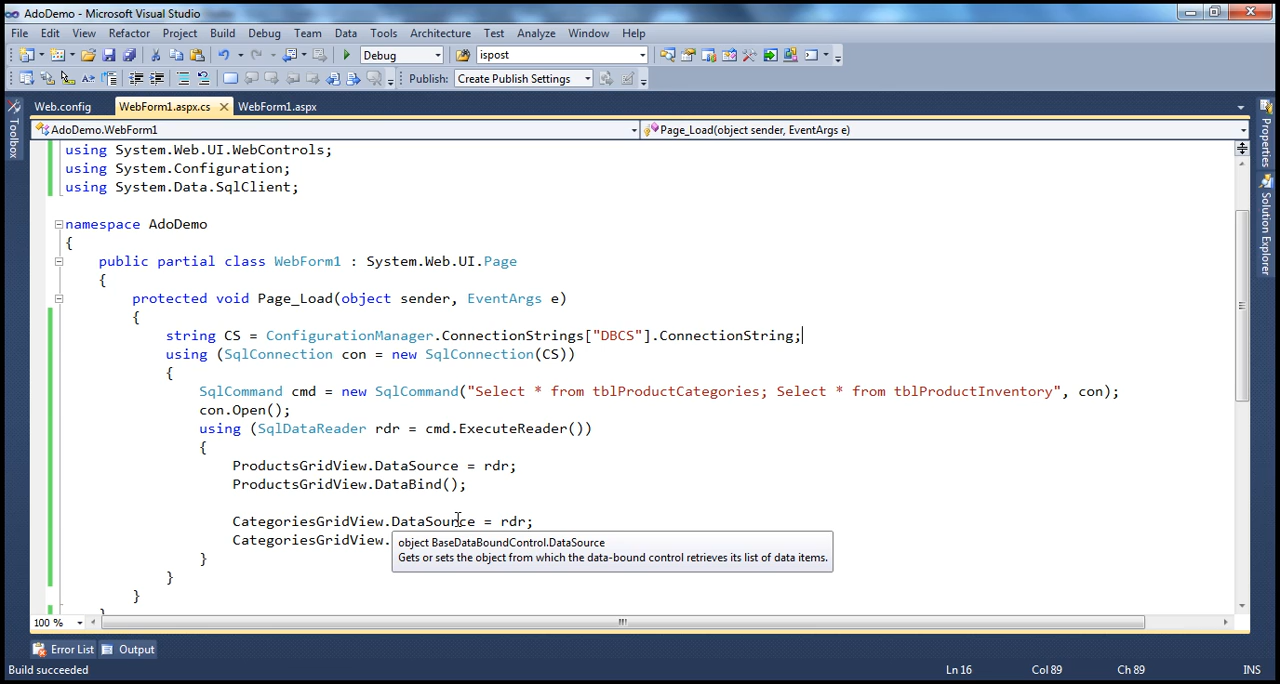 AdoDemo - Microsoft Visual Studio
File Edit View Refactor Project Build Debug Team Data Tools Architecture Test Analyze Window Help
Debug ispost
Publish: Create Publish Settings
Web.config WebForm1.aspx.cs WebForm1.aspx
AdoDemo.WebForm1 Page_Load(object sender, EventArgs e)
Toolbox
Properties
Solution Explorer
using System.Web.UI.WebControls;
using System.Configuration;
using System.Data.SqlClient;
namespace AdoDemo
{
public partial class WebForm1 : System.Web.UI.Page
{
protected void Page_Load(object sender, EventArgs e)
{
string CS = ConfigurationManager.ConnectionStrings["DBCS"].ConnectionString;
using (SqlConnection con = new SqlConnection(CS))
{
SqlCommand cmd = new SqlCommand("Select * from tblProductCategories; Select * from tblProductInventory", con);
con.Open();
using (SqlDataReader rdr = cmd.ExecuteReader())
{
ProductsGridView.DataSource = rdr;
ProductsGridView.DataBind();
CategoriesGridView.DataSource = rdr;
CategoriesGridView.
object BaseDataBoundControl.DataSource
Gets or sets the object from which the data-bound control retrieves its list of data items.
}
}
}
100 %
Error List Output
Build succeeded Ln 16 Col 89 Ch 89 INS